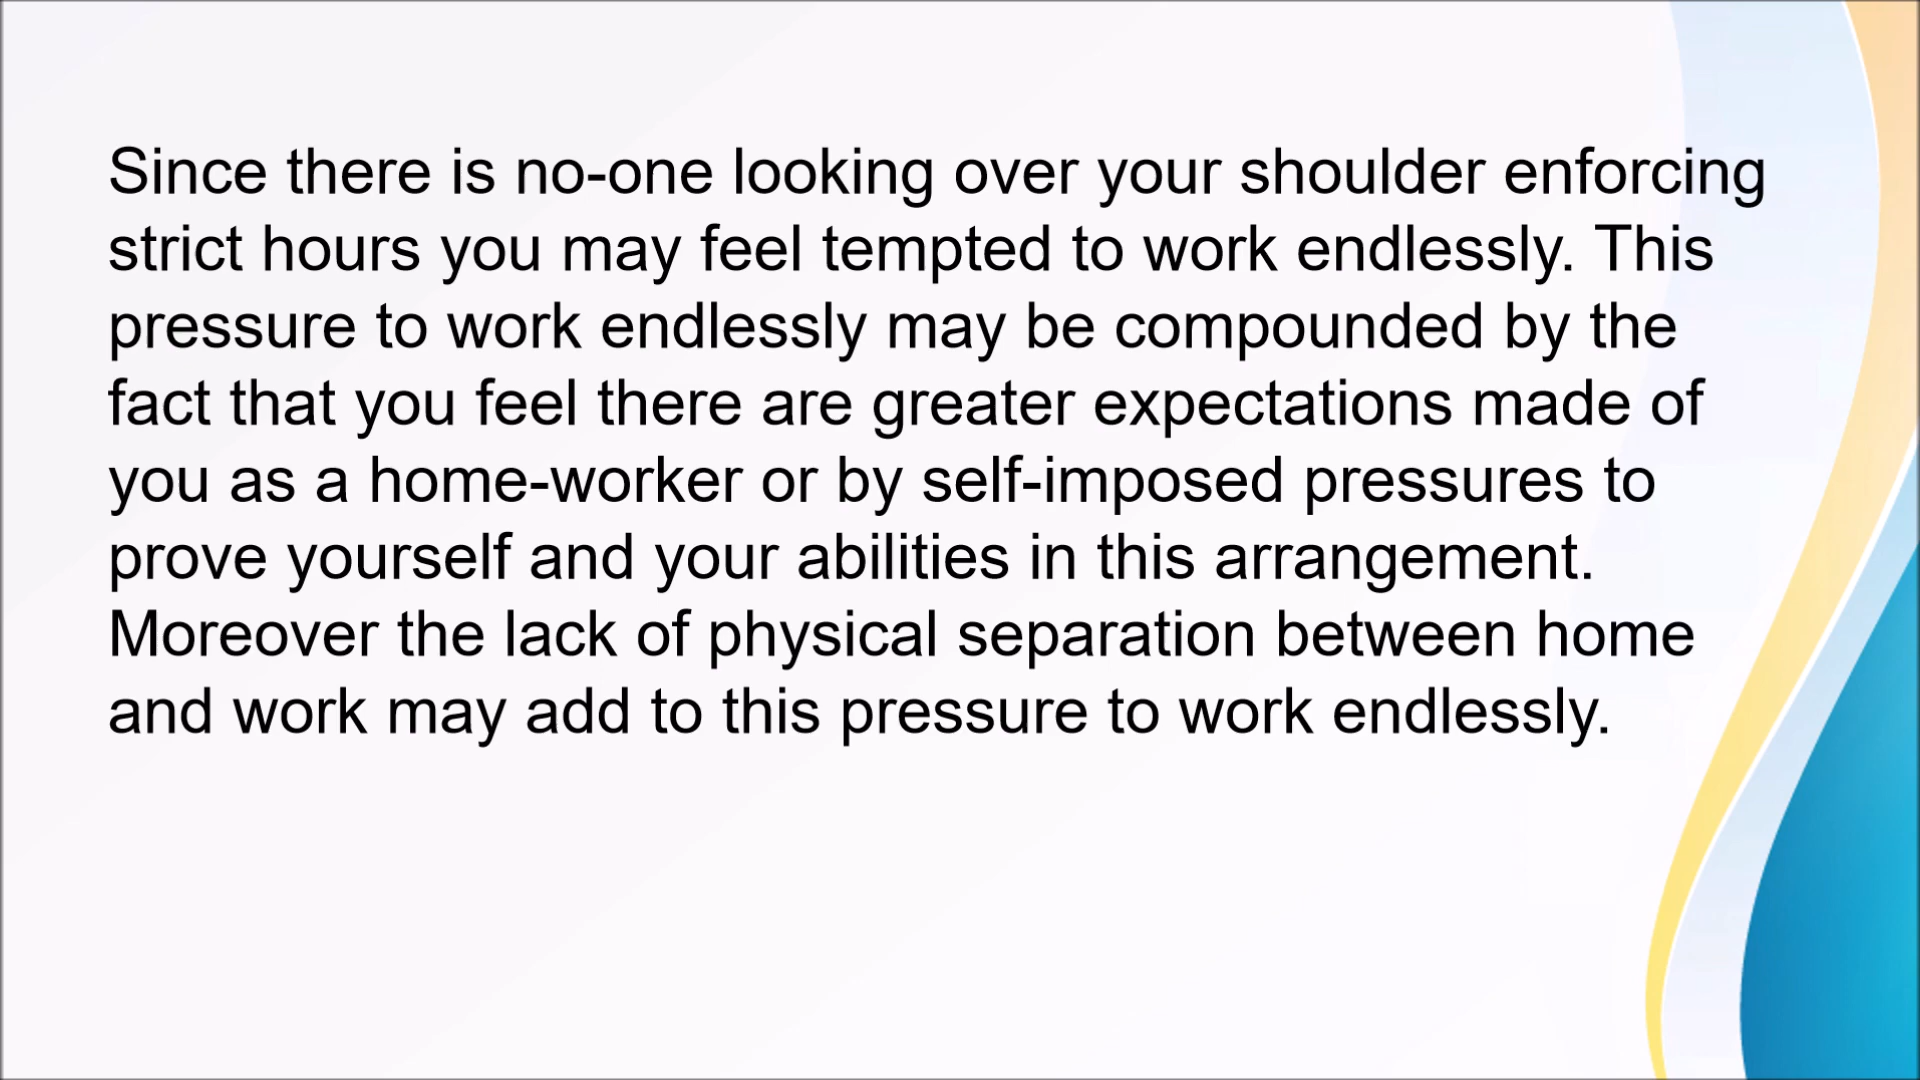 Since there is no-one looking over your shoulder enforcing
strict hours you may feel tempted to work endlessly. This
pressure to work endlessly may be compounded by the
fact that you feel there are greater expectations made of
you as a home-worker or by self-imposed pressures to
prove yourself and your abilities in this arrangement.
Moreover the lack of physical separation between home
and work may add to this pressure to work endlessly.